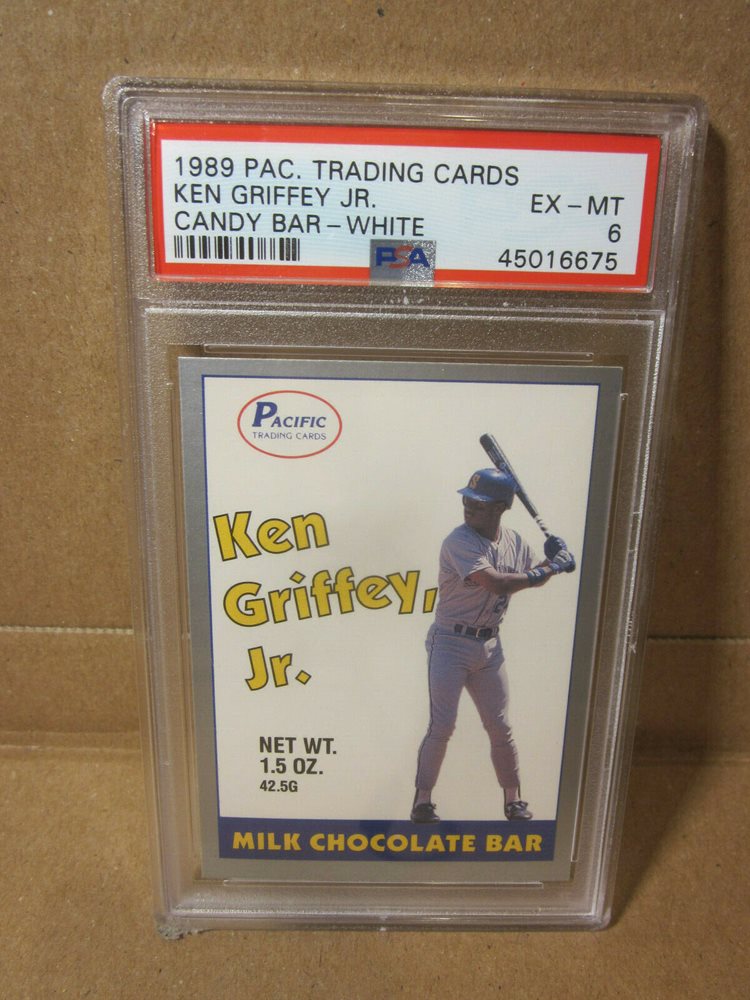 1989 PAC. TRADING CARDS
KEN GRIFFEY JR. EX-MT
CANDY BAR-WHITE 6
PSA 45016675
PACIFIC
TRADING CARDS
Ken
Griffey,
Jr.
NET WT.
1.5 OZ.
42.5G
MILK CHOCOLATE BAR